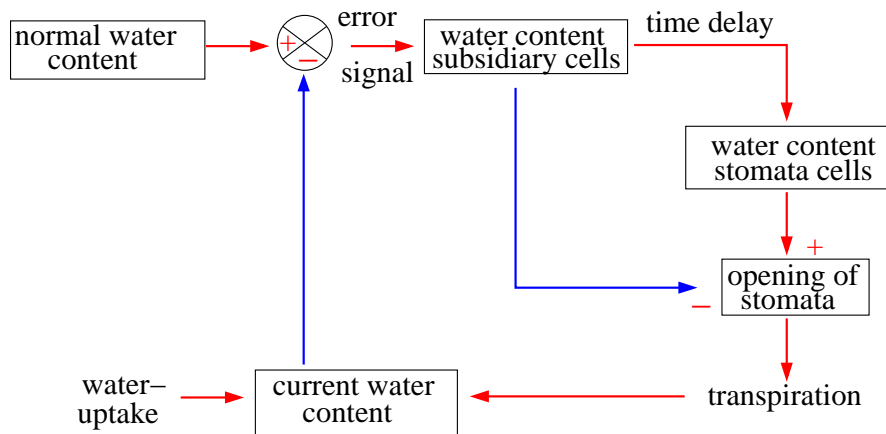 normal water
content
+
−
error
signal
water content
subsidiary cells
time delay
water content
stomata cells
+
−
opening of
stomata
transpiration
current water
content
water−
uptake